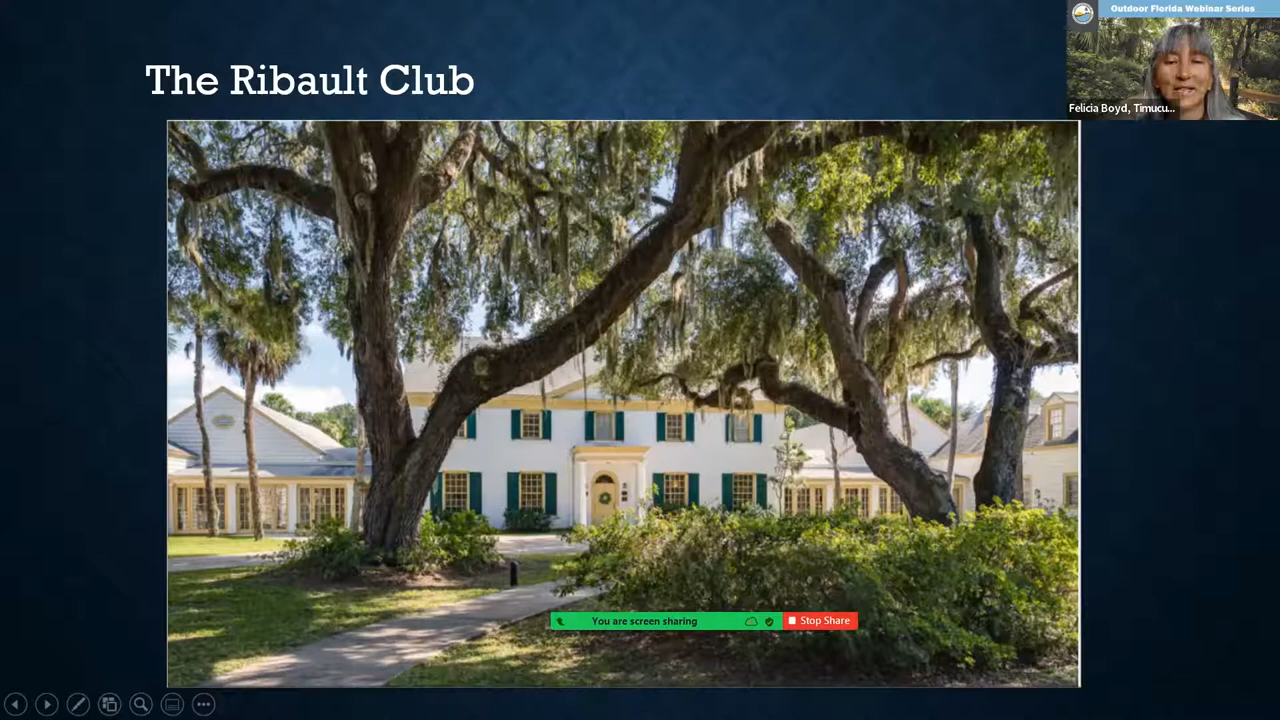 Outdoor Florida Webinar Series
The Ribault Club
Felicia Boyd, Timucu...
You are screen sharing
Stop Share